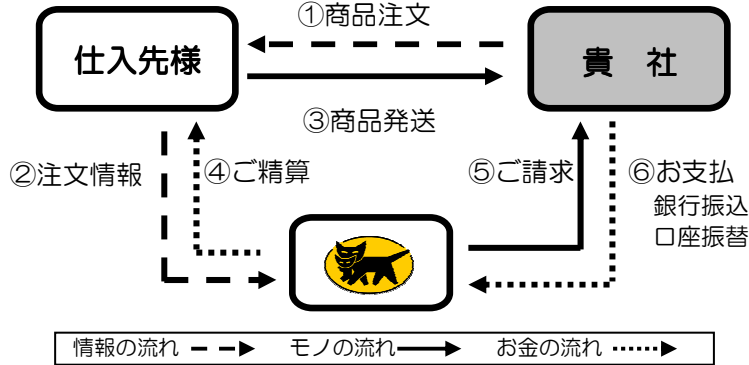 ①商品注文
仕入先様
貴 社
③商品発送
②注文情報
④ご精算
⑤ご請求
⑥お支払
銀行振込
口座振替
情報の流れ モノの流れ お金の流れ